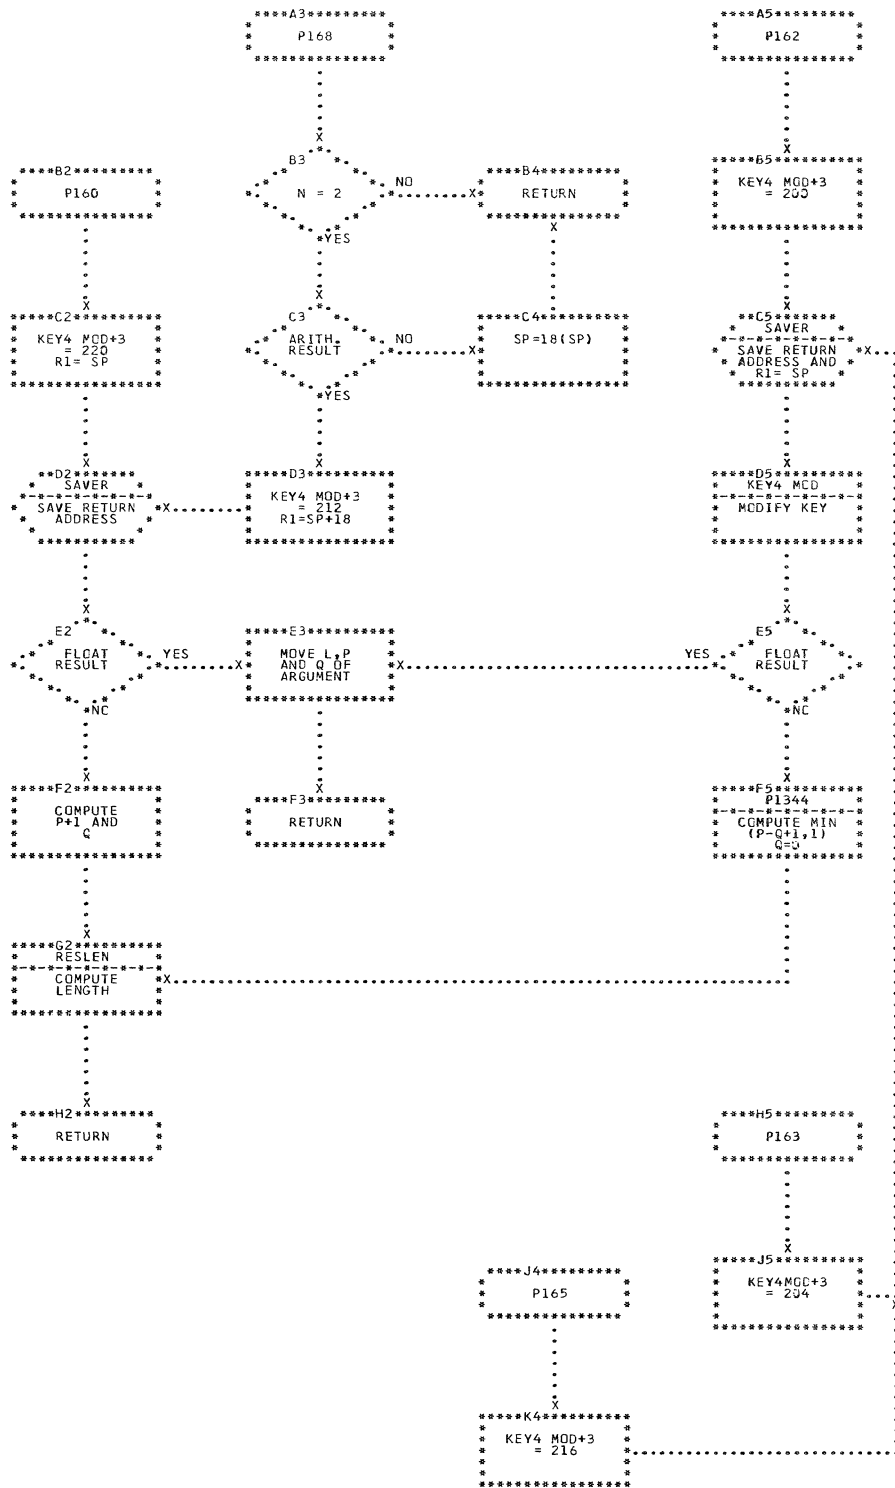 A3
P168
A5
P162
B2
P160
B3
N = 2
NO
YES
B4
RETURN
B5
KEY4 MOD+3
= 200
C2
KEY4 MOD+3
= 220
R1= SP
C3
ARITH.
RESULT
NO
YES
C4
SP=18(SP)
C5
SAVER
SAVE RETURN
ADDRESS AND
R1= SP
D2
SAVER
SAVE RETURN
ADDRESS
D3
KEY4 MOD+3
= 212
R1=SP+18
D5
KEY4 MOD
MODIFY KEY
E2
FLOAT
RESULT
YES
NO
E3
MOVE L,P
AND Q OF
ARGUMENT
E5
YES
FLOAT
RESULT
NO
F2
COMPUTE
P+1 AND
Q
F3
RETURN
F5
P1344
COMPUTE MIN
(P-Q+1,1)
Q=0
G2
RESLEN
COMPUTE
LENGTH
H2
RETURN
H5
P163
J4
P165
J5
KEY4MOD+3
= 204
K4
KEY4 MOD+3
= 216